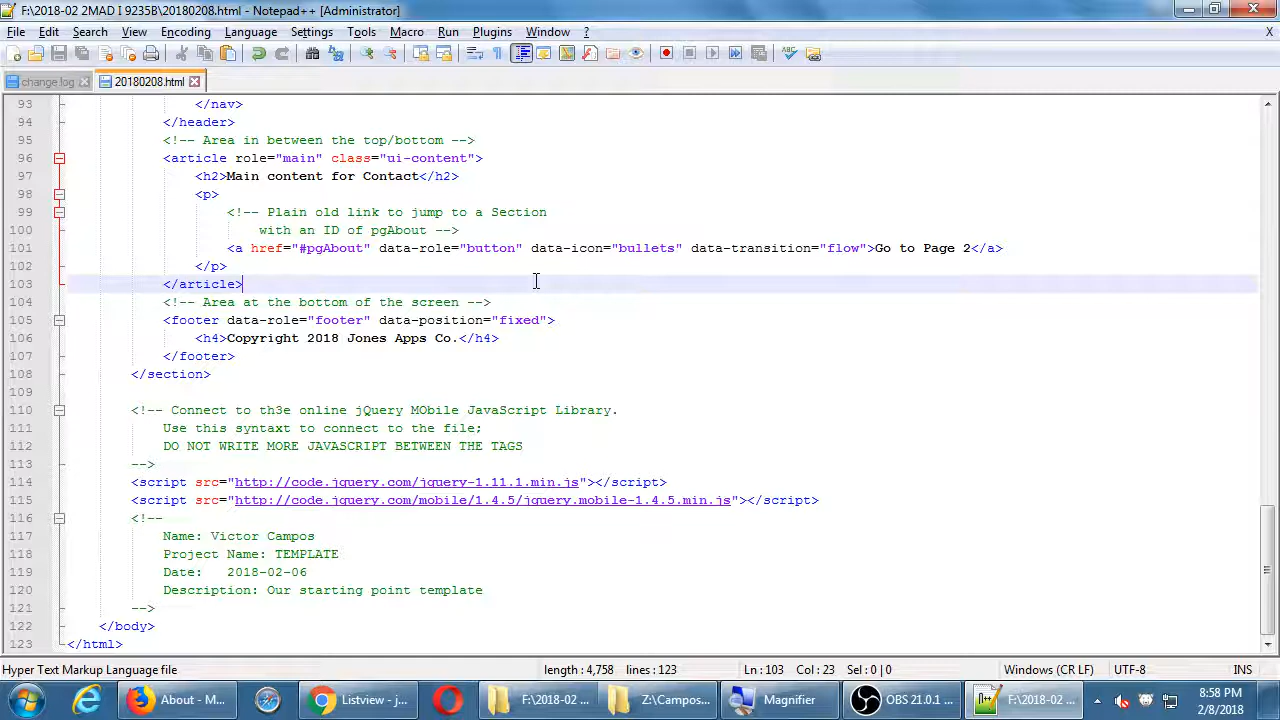 F:\2018-02 2MAD I 9235B\20180208.html - Notepad++ [Administrator]
File Edit Search View Encoding Language Settings Tools Macro Run Plugins Window ? X
change.log 20180208.html
93 </nav>
94 </header>
95 <!-- Area in between the top/bottom -->
96 <article role="main" class="ui-content">
97 <h2>Main content for Contact</h2>
98 <p>
99 <!-- Plain old link to jump to a Section
100 with an ID of pgAbout -->
101 <a href="#pgAbout" data-role="button" data-icon="bullets" data-transition="flow">Go to Page 2</a>
102 </p>
103 </article>
104 <!-- Area at the bottom of the screen -->
105 <footer data-role="footer" data-position="fixed">
106 <h4>Copyright 2018 Jones Apps Co.</h4>
107 </footer>
108 </section>
109
110 <!-- Connect to th3e online jQuery MObile JavaScript Library.
111 Use this syntaxt to connect to the file;
112 DO NOT WRITE MORE JAVASCRIPT BETWEEN THE TAGS
113 -->
114 <script src="http://code.jquery.com/jquery-1.11.1.min.js"></script>
115 <script src="http://code.jquery.com/mobile/1.4.5/jquery.mobile-1.4.5.min.js"></script>
116 <!--
117 Name: Victor Campos
118 Project Name: TEMPLATE
119 Date: 2018-02-06
120 Description: Our starting point template
121 -->
122 </body>
123 </html>
Hyper Text Markup Language file length : 4,758 lines : 123 Ln : 103 Col : 23 Sel : 0 | 0 Windows (CR LF) UTF-8 INS
About - M... Listview - j... F:\2018-02 ... Z:\Campos... Magnifier OBS 21.0.1 ... F:\2018-02 ... 8:58 PM
2/8/2018